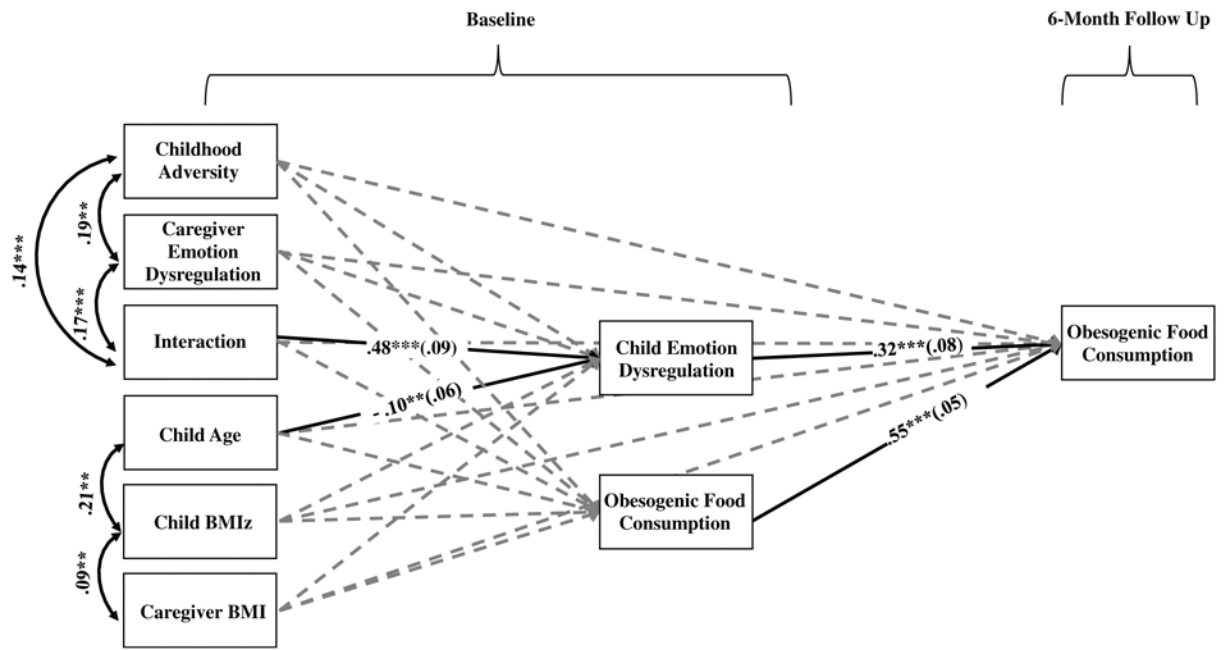 Baseline
6-Month Follow Up
Childhood
Adversity
Caregiver
Emotion
Dysregulation
Interaction
Child Age
Child BMIz
Caregiver BMI
.14***
.19**
.17***
.21**
.09**
.48***(.09)
.10**(.06)
Child Emotion
Dysregulation
Obesogenic Food
Consumption
.32***(.08)
.55***(.05)
Obesogenic Food
Consumption